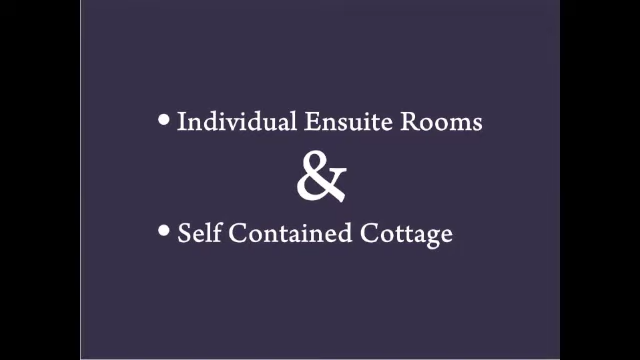 • Individual Ensuite Rooms
&
• Self Contained Cottage